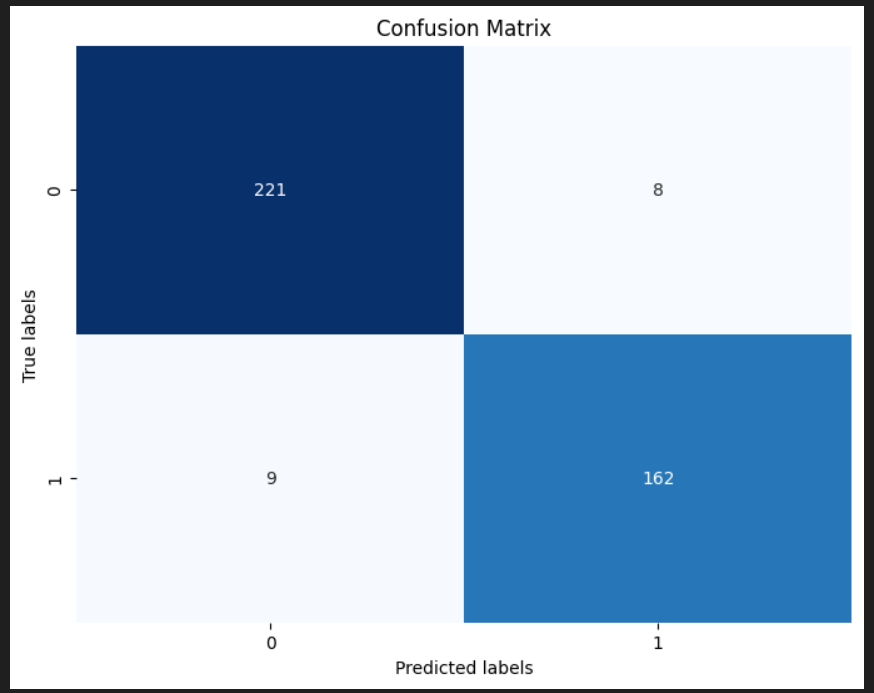 Confusion Matrix
0
221
8
True labels
1
9
162
0
1
Predicted labels